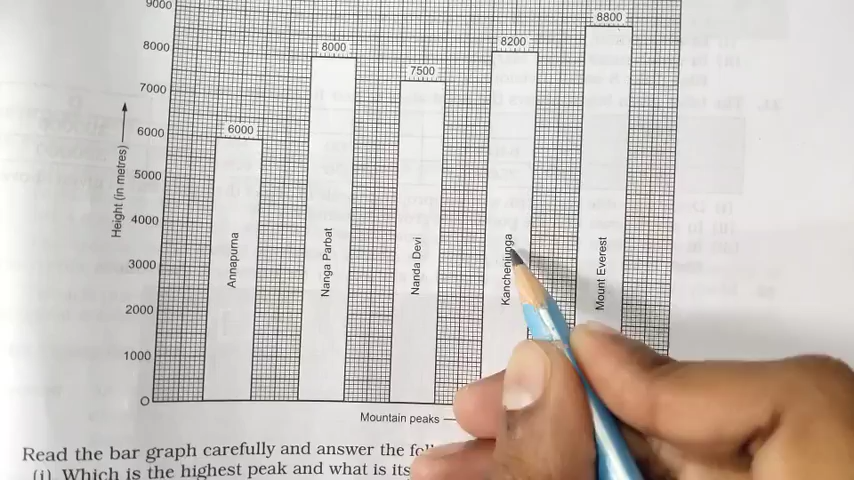 9000
8800
8200
8000
8000
7500
7000
6000
6000
5000
4000
3000
2000
1000
O
Height (in metres)
Annapurna
Nanga Parbat
Nanda Devi
Kanchenjunga
Mount Everest
Mountain peaks
Read the bar graph carefully and answer the
(i) Which is the highest peak and what is its